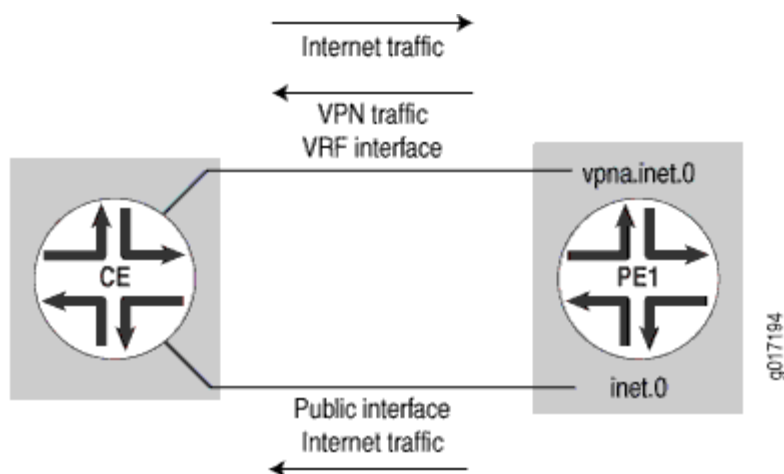 Internet traffic
VPN traffic
VRF interface
vpna.inet.0
CE
PE1
inet.0
Public interface
Internet traffic
g017194